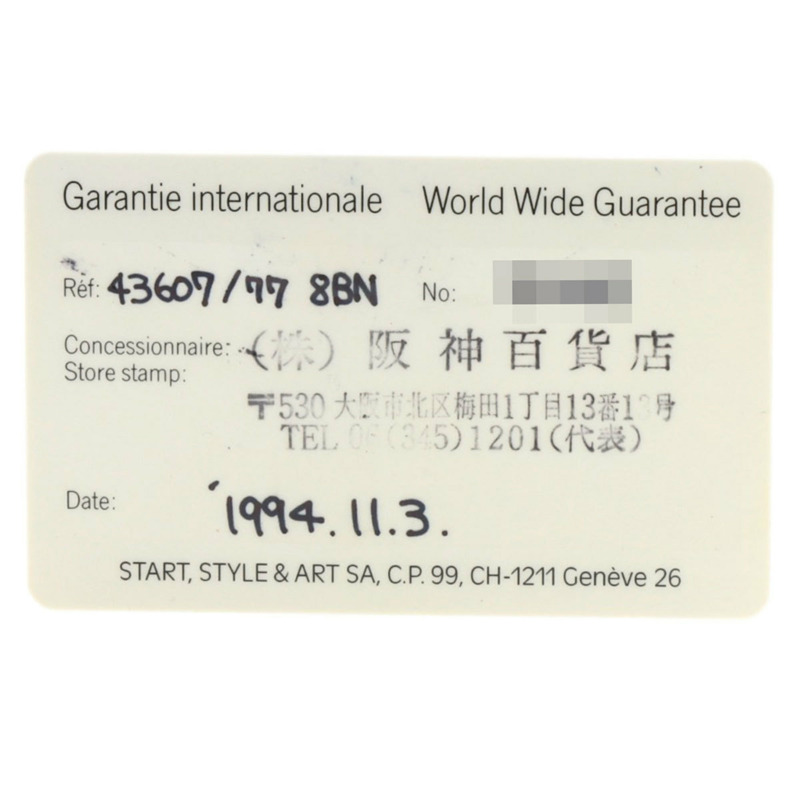 Garantie internationale World Wide Guarantee
Réf: 43607/77 8BN No:
Concessionnaire: (株) 阪神百貨店
Store stamp:
〒530 大阪市北区梅田1丁目13番13号
TEL 06(345)1201(代表)
Date: 1994.11.3.
START, STYLE & ART SA, C.P. 99, CH-1211 Genève 26